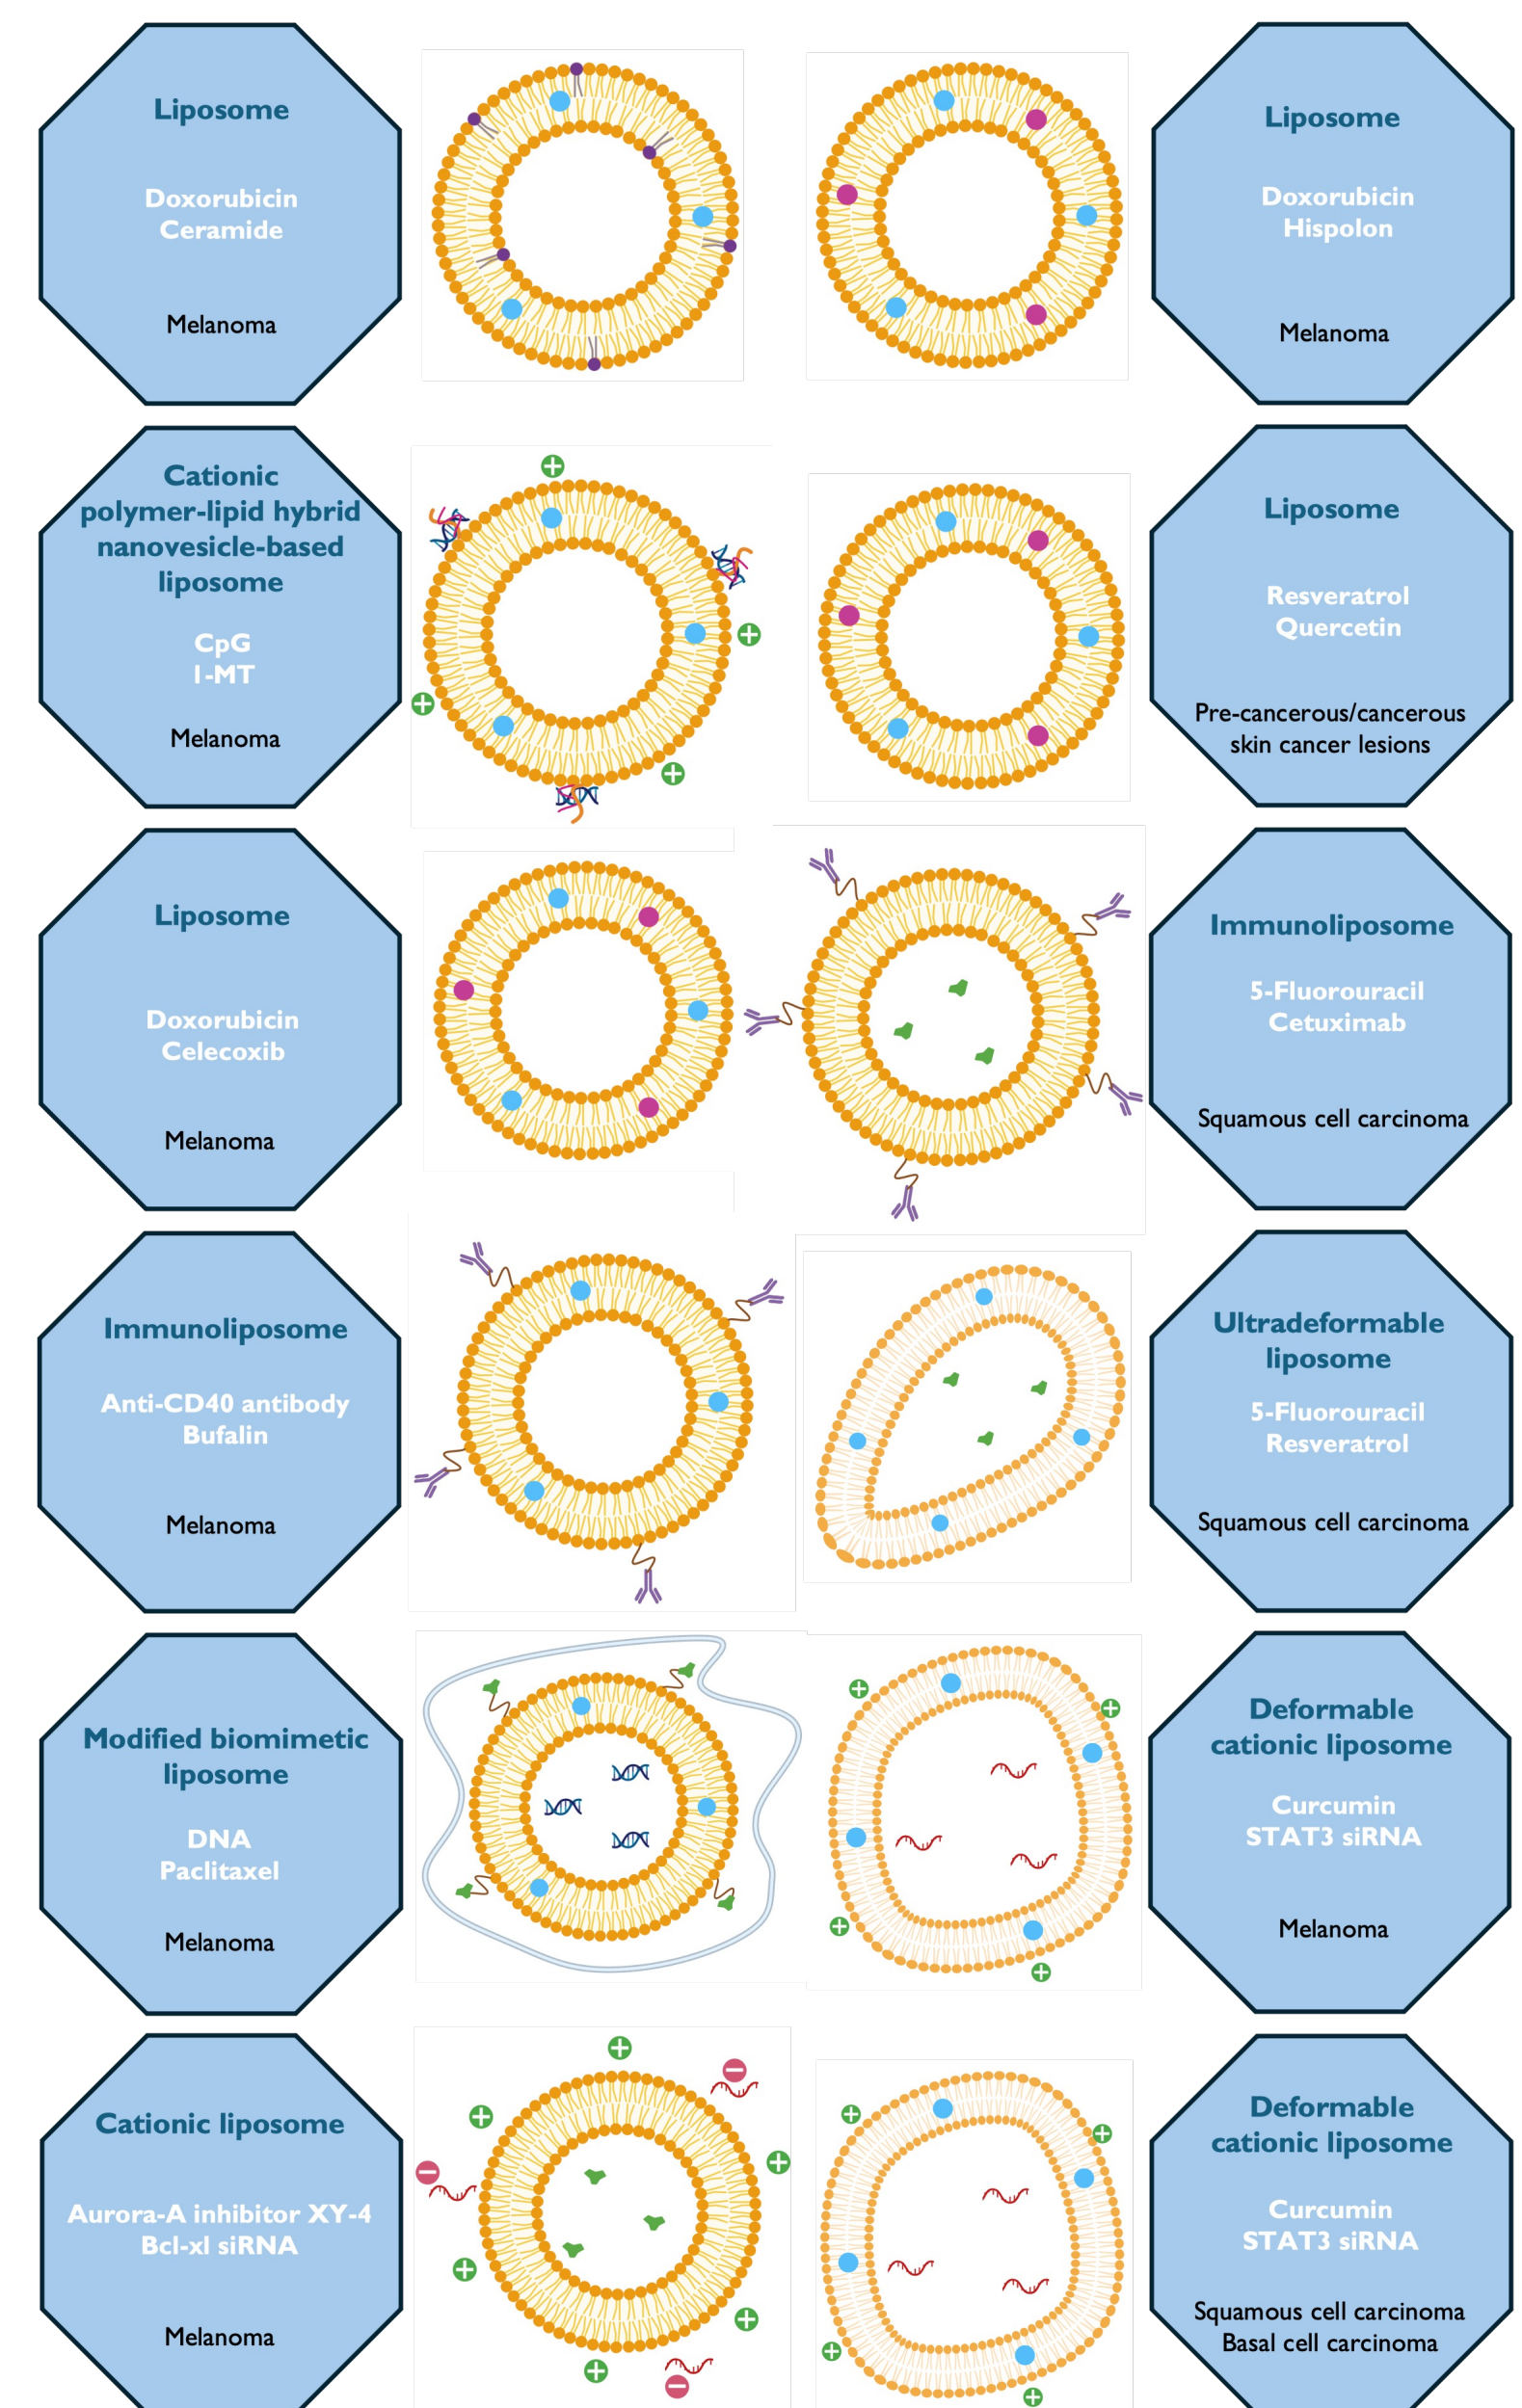 Liposome
Doxorubicin
Ceramide
Melanoma
Liposome
Doxorubicin
Hispolon
Melanoma
Cationic
polymer-lipid hybrid
nanovesicle-based
liposome
CpG
1-MT
Melanoma
Liposome
Resveratrol
Quercetin
Pre-cancerous/cancerous
skin cancer lesions
Liposome
Doxorubicin
Celecoxib
Melanoma
Immunoliposome
5-Fluorouracil
Cetuximab
Squamous cell carcinoma
Immunoliposome
Anti-CD40 antibody
Bufalin
Melanoma
Ultradeformable
liposome
5-Fluorouracil
Resveratrol
Squamous cell carcinoma
Modified biomimetic
liposome
DNA
Paclitaxel
Melanoma
Deformable
cationic liposome
Curcumin
STAT3 siRNA
Melanoma
Cationic liposome
Aurora-A inhibitor XY-4
Bcl-xl siRNA
Melanoma
Deformable
cationic liposome
Curcumin
STAT3 siRNA
Squamous cell carcinoma
Basal cell carcinoma